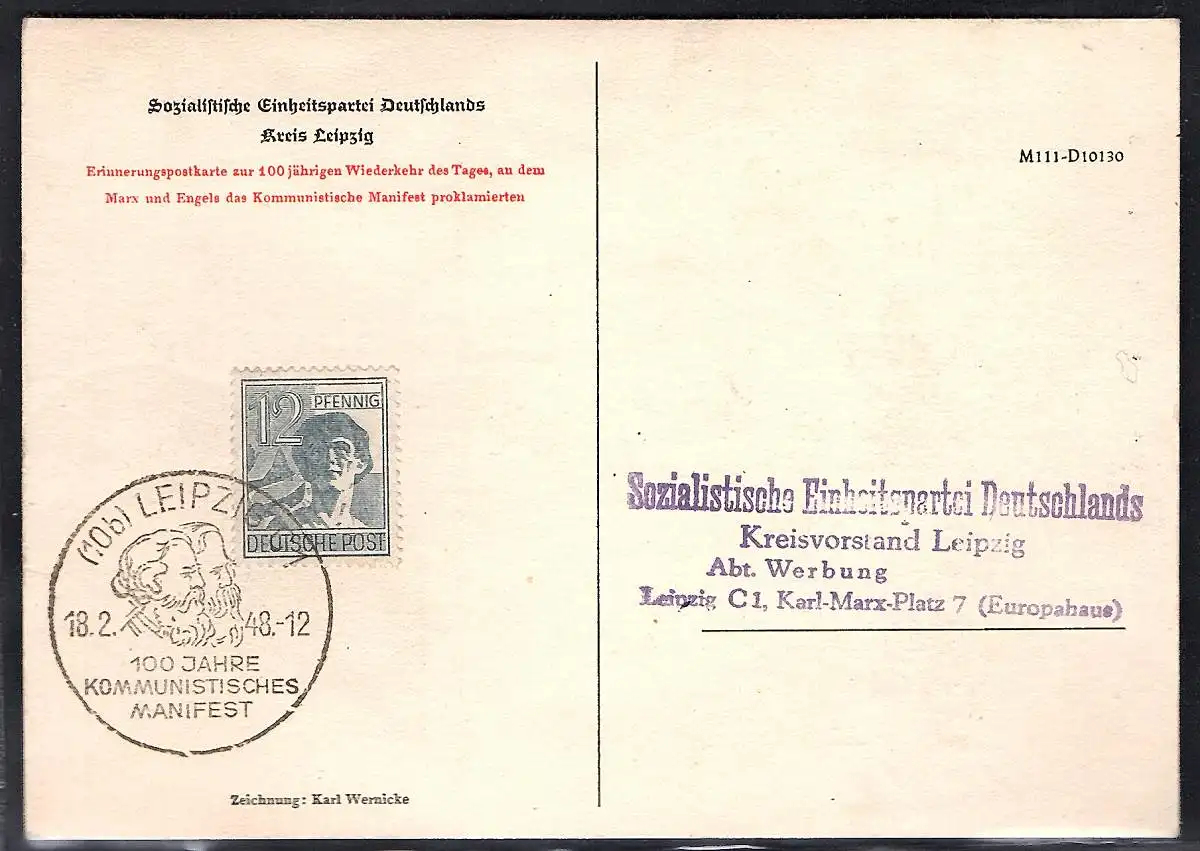 Sozialistische Einheitspartei Deutschlands
Kreis Leipzig
Erinnerungspostkarte zur 100 jährigen Wiederkehr des Tages, an dem
Marx und Engels das Kommunistische Manifest proklamierten
M111-D10130
12 PFENNIG
DEUTSCHE POST
(10b) LEIPZIG
18.2. 48.-12
100 JAHRE
KOMMUNISTISCHES
MANIFEST
Zeichnung: Karl Wernicke
Sozialistische Einheitspartei Deutschlands
Kreisvorstand Leipzig
Abt. Werbung
Leipzig C 1, Karl-Marx-Platz 7 (Europahaus)